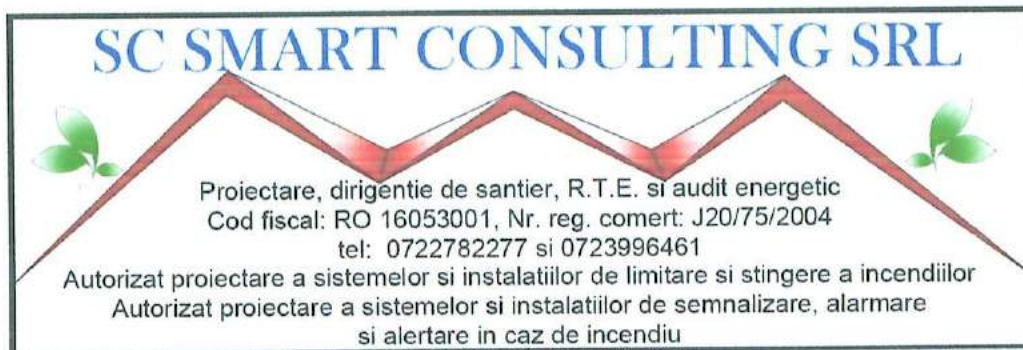 SC SMART CONSULTING SRL
Proiectare, dirigentie de santier, R.T.E. si audit energetic
Cod fiscal: RO 16053001, Nr. reg. comert: J20/75/2004
tel: 0722782277 si 0723996461
Autorizat proiectare a sistemelor si instalatiilor de limitare si stingere a incendiilor
Autorizat proiectare a sistemelor si instalatiilor de semnalizare, alarmare
si alertare in caz de incendiu